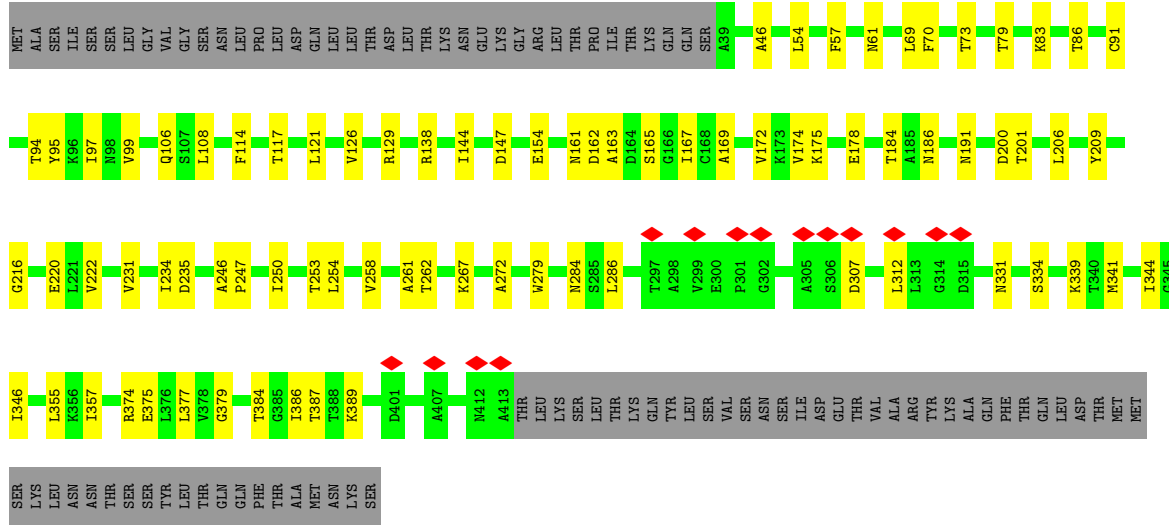 MET ALA SER ILE SER SER LEU GLY VAL GLY SER ASN LEU PRO LEU ASP GLN LEU LEU THR ASP LEU THR LYS ASN GLU LYS GLY ARG LEU THR PRO ILE THR LYS GLN GLN SER A39 A46 L54 F57 N61 L69 F70 T73 T79 K83 T86 C91
T94 Y95 K96 I97 N98 V99 Q106 S107 L108 F114 T117 L121 V126 R129 R138 I144 D147 E154 N161 D162 A163 D164 S165 G166 I167 C168 A169 V172 K173 V174 K175 E178 T184 A185 N186 N191 D200 T201 L206 Y209
G216 E220 L221 V222 V231 I234 D235 A246 P247 I250 T253 L254 V258 A261 T262 K267 A272 W279 N284 S285 L286 T297 A298 V299 E300 P301 G302 A305 S306 D307 L312 L313 G314 D315 N331 S334 K339 T340 M341 I344 G345
I346 L355 K356 I357 R374 E375 L376 L377 V378 G379 T384 G385 I386 T387 T388 K389 D401 A407 N412 A413 THR LEU LYS SER LEU THR LYS GLN TYR LEU SER VAL SER ASN SER ILE ASP GLU THR VAL ALA ARG TYR LYS ALA GLN PHE THR GLN LEU ASP THR MET MET
SER LYS LEU ASN ASN THR SER SER TYR LEU THR GLN GLN PHE THR ALA MET ASN LYS SER